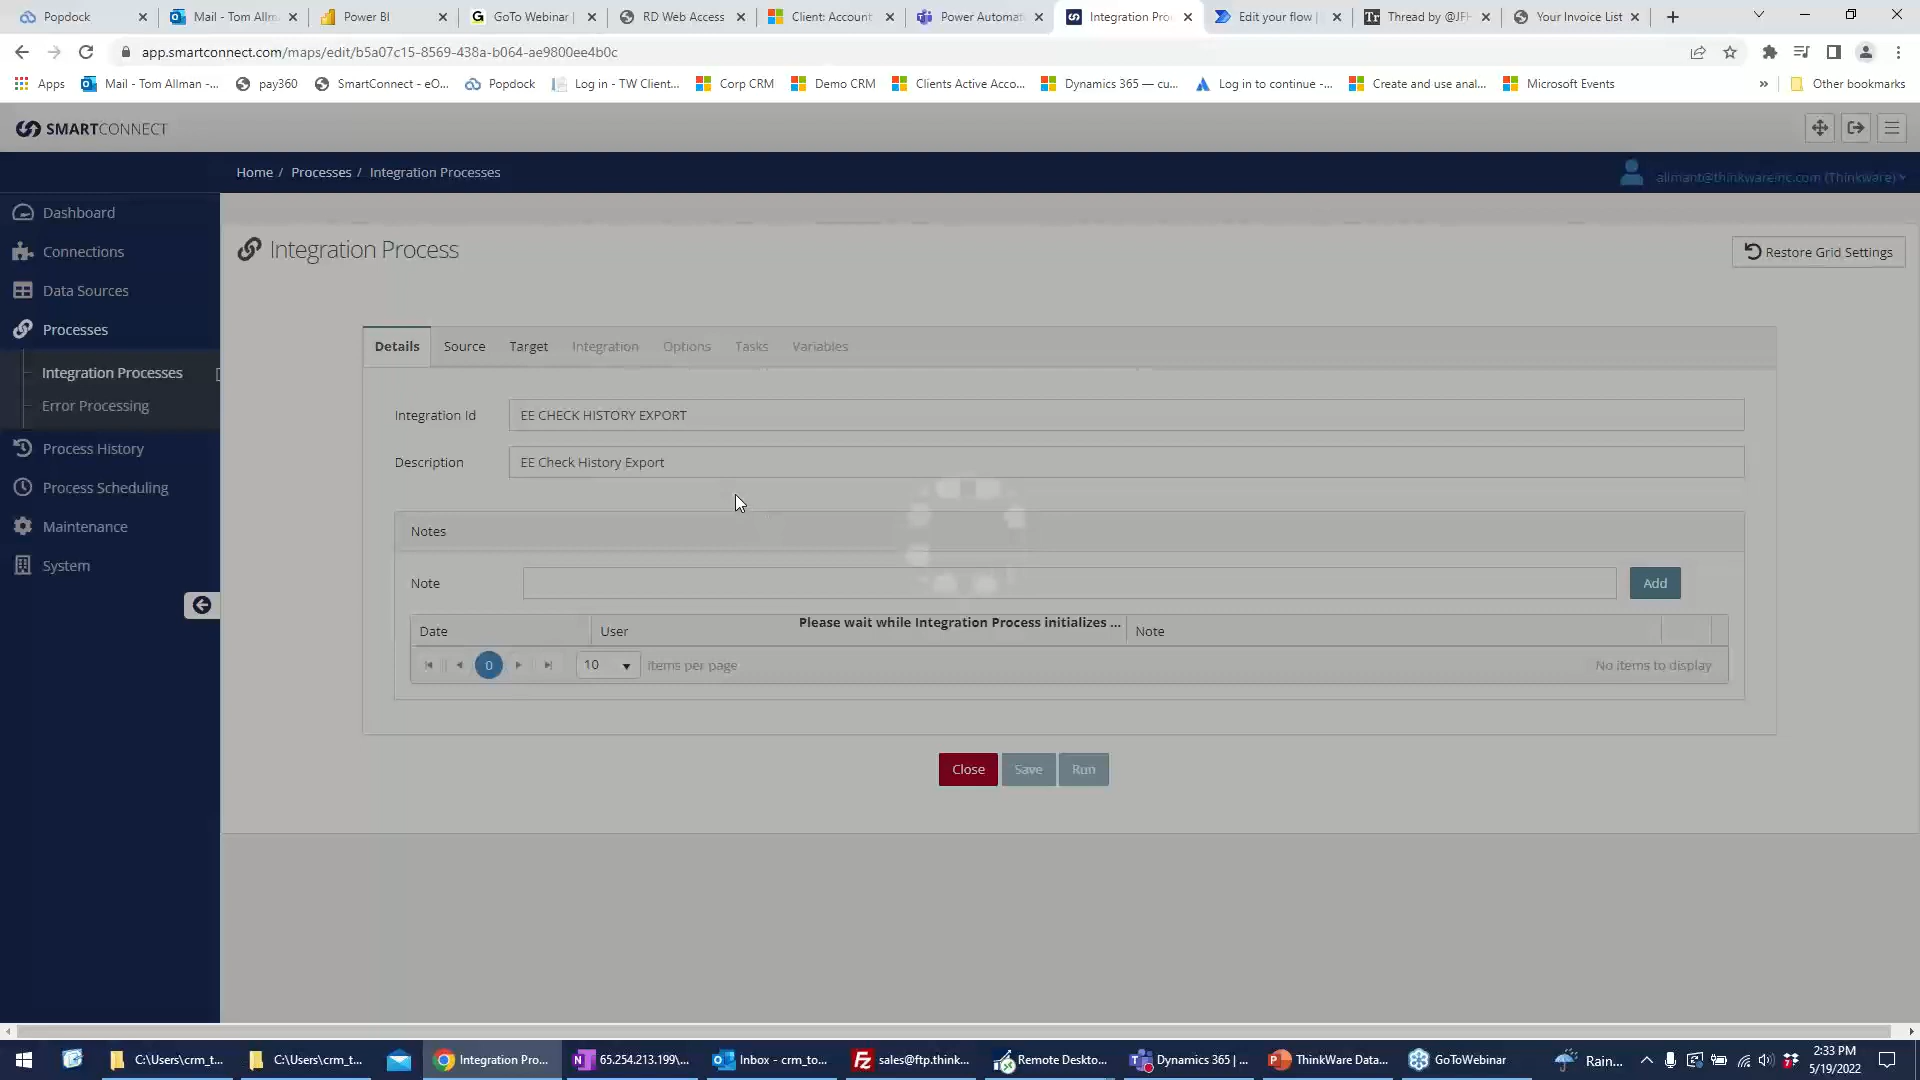 Popdock
Mail - Tom Allm
Power BI
GoTo Webinar |
RD Web Access
Client: Account
Power Automat
Integration Pro
Edit your flow |
Thread by @JFH
Your Invoice List
app.smartconnect.com/maps/edit/b5a07c15-8569-438a-b064-ae9800ee4b0c
Apps
Mail - Tom Allman -...
pay360
SmartConnect - eO...
Popdock
Log in - TW Client...
Corp CRM
Demo CRM
Clients Active Acco...
Dynamics 365 — cu...
Log in to continue -...
Create and use anal...
Microsoft Events
Other bookmarks
SMARTCONNECT
Home / Processes / Integration Processes
allmant@thinkwareinc.com (Thinkware)
Dashboard
Connections
Data Sources
Processes
Integration Processes
Error Processing
Process History
Process Scheduling
Maintenance
System
Integration Process
Restore Grid Settings
Details
Source
Target
Integration
Options
Tasks
Variables
Integration Id
EE CHECK HISTORY EXPORT
Description
EE Check History Export
Notes
Note
Add
Please wait while Integration Process initializes ...
Date
User
Note
0
10
items per page
No items to display
Close
Save
Run
C:\Users\crm_t...
C:\Users\crm_t...
Integration Pro...
65.254.213.199\...
Inbox - crm_to...
sales@ftp.think...
Remote Deskto...
Dynamics 365 | ...
ThinkWare Data...
GoToWebinar
Rain...
2:33 PM
5/19/2022